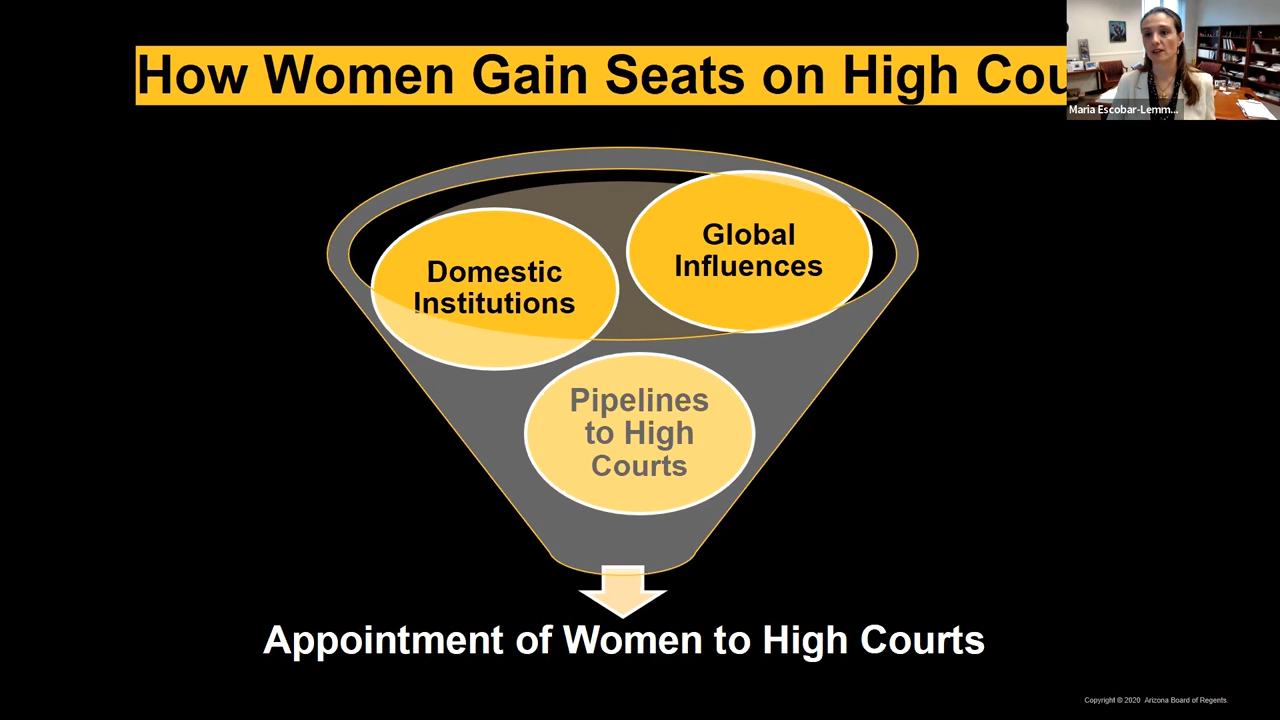 How Women Gain Seats on High Cou
Maria Escobar-Lemm...
Global
Influences
Domestic
Institutions
Pipelines
to High
Courts
Appointment of Women to High Courts
Copyright © 2020 Arizona Board of Regents.